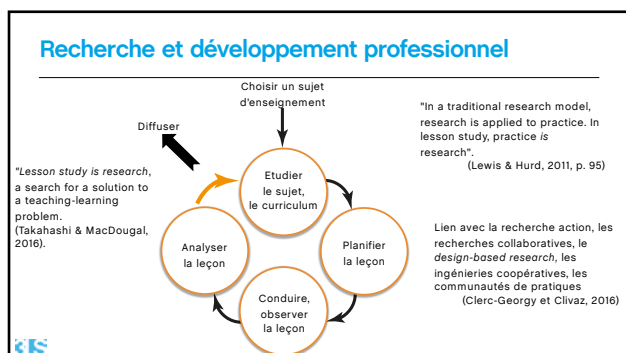 Recherche et développement professionnel
Choisir un sujet
d'enseignement
Diffuser
"In a traditional research model,
research is applied to practice. In
lesson study, practice is
research".
(Lewis & Hurd, 2011, p. 95)
"Lesson study is research,
a search for a solution to
a teaching-learning
problem.
(Takahashi & MacDougal,
2016).
Etudier
le sujet,
le curriculum
Analyser
la leçon
Planifier
la leçon
Conduire,
observer
la leçon
Lien avec la recherche action, les
recherches collaboratives, le
design-based research, les
ingénieries coopératives, les
communautés de pratiques
(Clerc-Georgy et Clivaz, 2016)